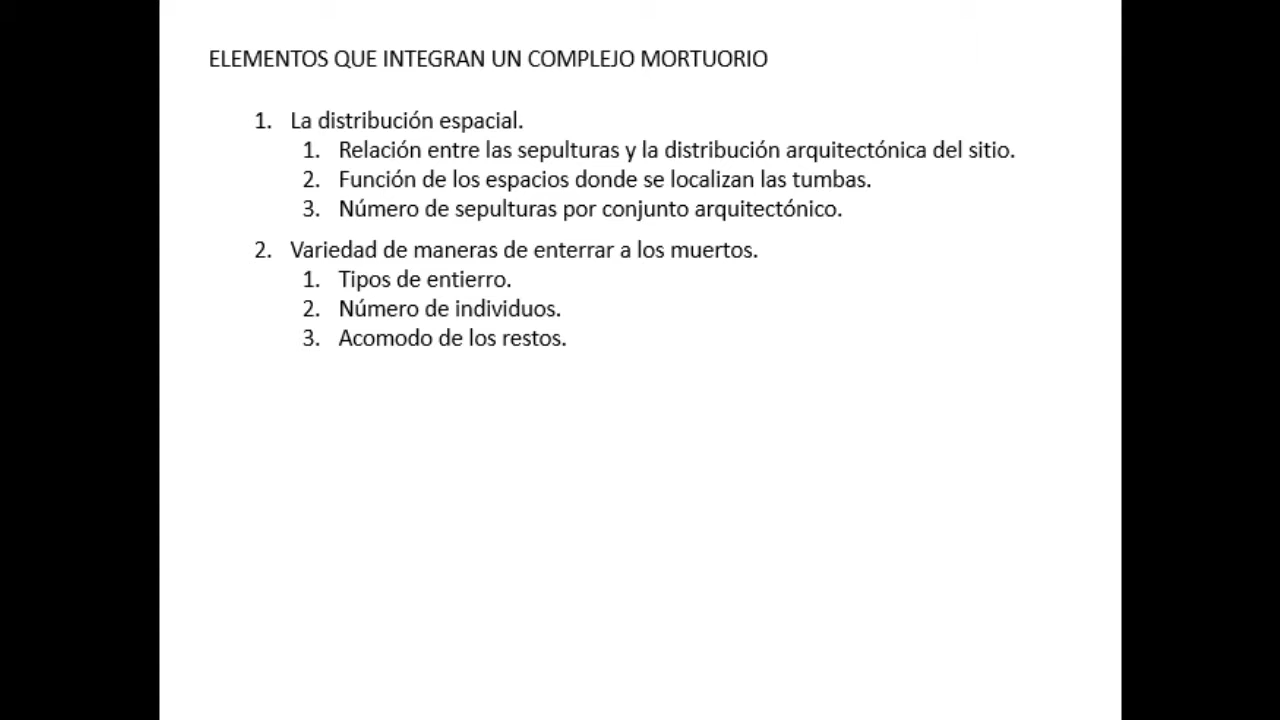 ELEMENTOS QUE INTEGRAN UN COMPLEJO MORTUORIO
1. La distribución espacial.
1. Relación entre las sepulturas y la distribución arquitectónica del sitio.
2. Función de los espacios donde se localizan las tumbas.
3. Número de sepulturas por conjunto arquitectónico.
2. Variedad de maneras de enterrar a los muertos.
1. Tipos de entierro.
2. Número de individuos.
3. Acomodo de los restos.